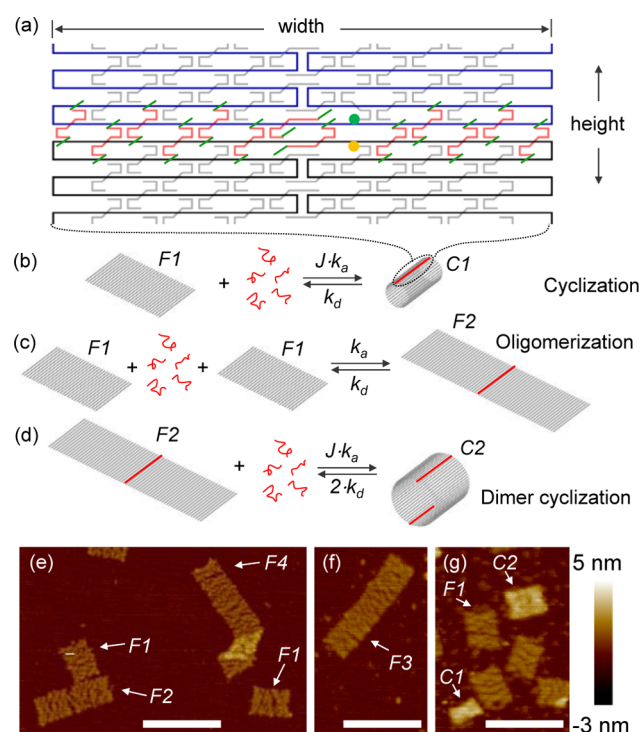 (a)
width
height
(b)
F1
+
J·ka
kd
C1
Cyclization
(c)
F1
+
+
F1
ka
kd
F2
Oligomerization
(d)
F2
+
J·ka
2·kd
C2
Dimer cyclization
(e)
F4
F1
F2
F1
(f)
F3
(g)
C2
F1
C1
5 nm
-3 nm